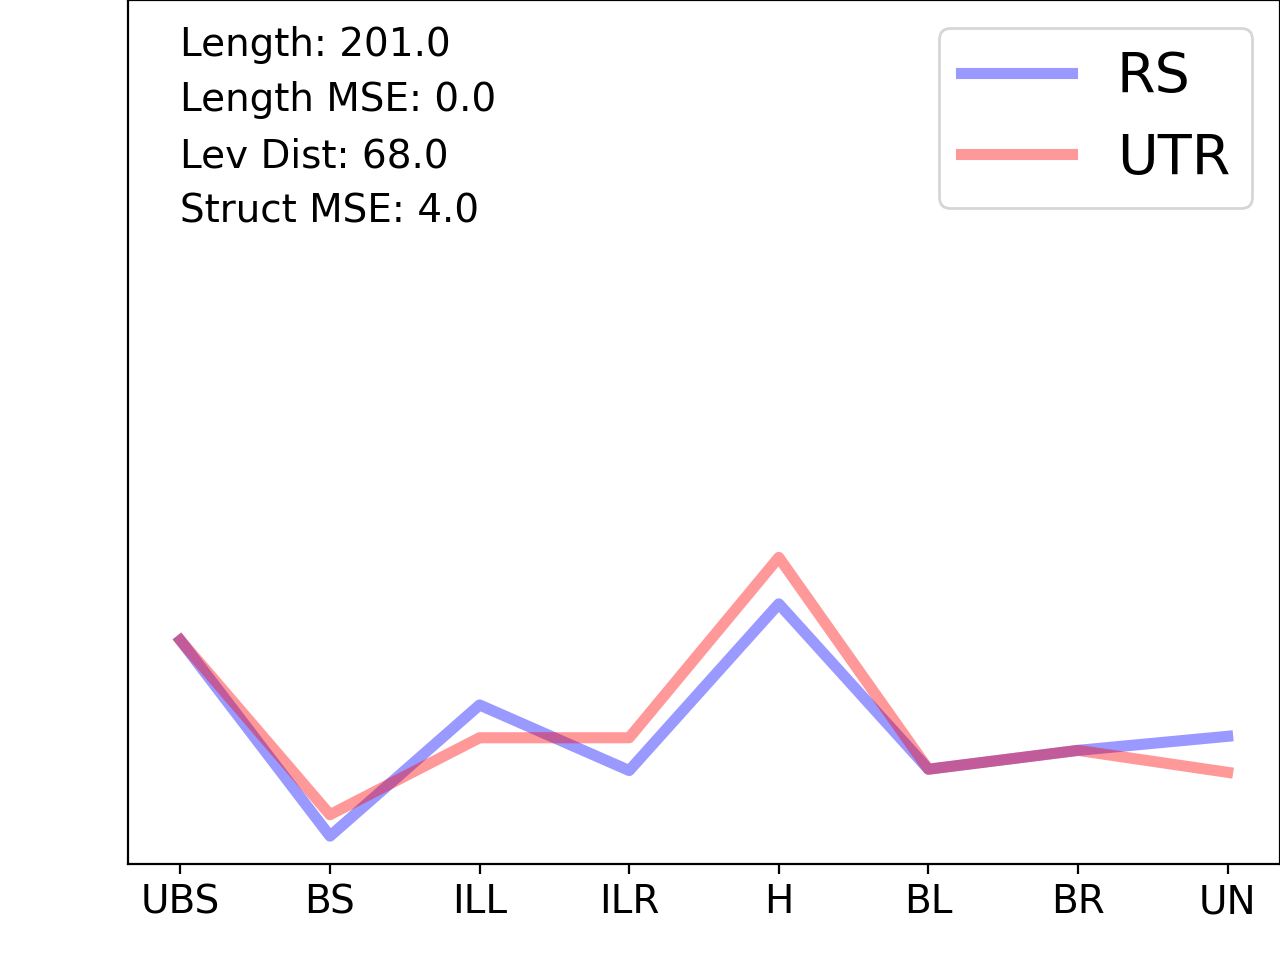 Length: 201.0
Length MSE: 0.0
Lev Dist: 68.0
Struct MSE: 4.0
RS
UTR
UBS BS ILL ILR H BL BR UN